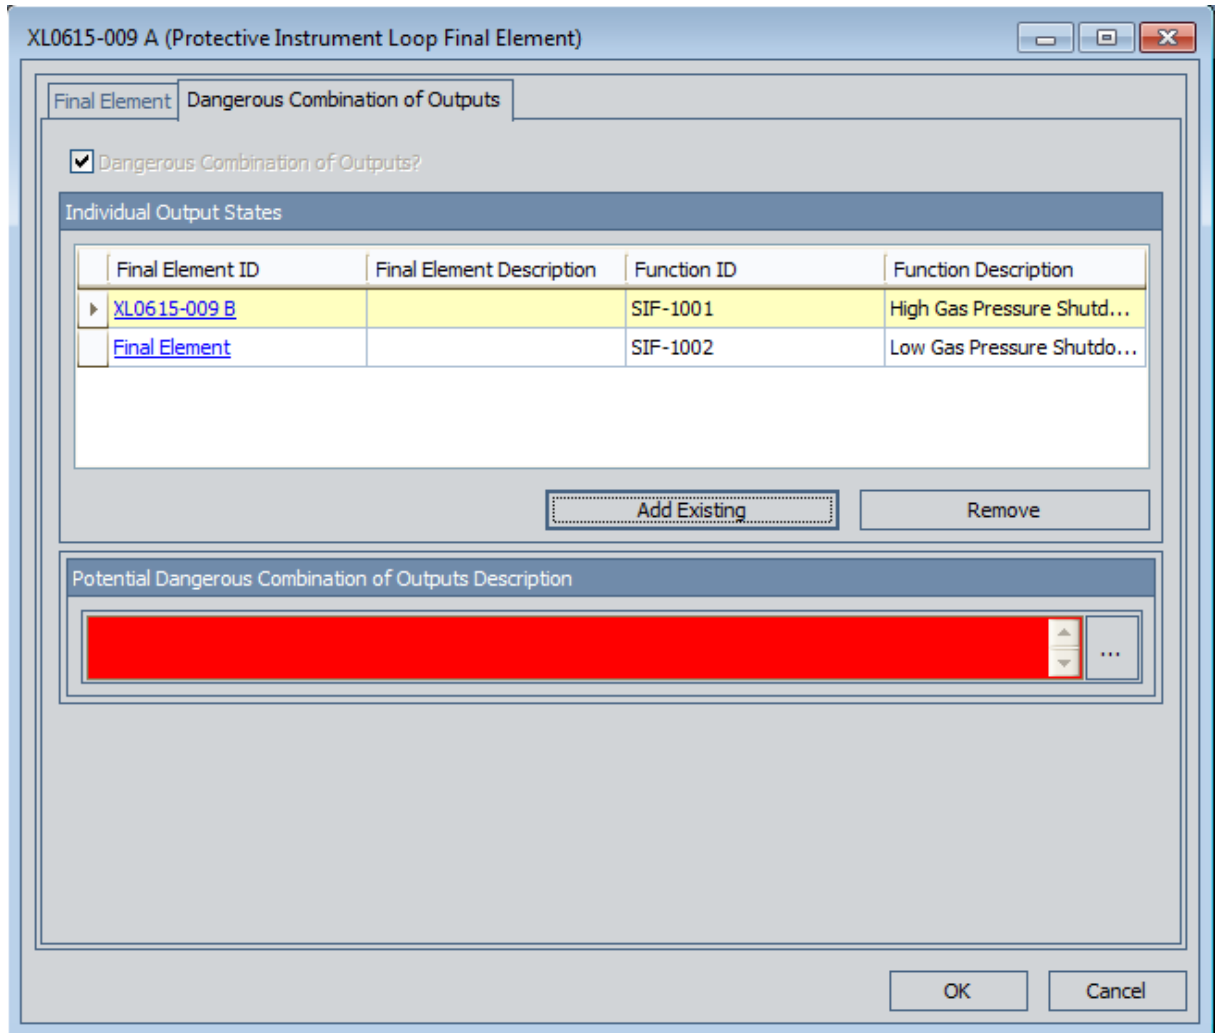 XL0615-009 A (Protective Instrument Loop Final Element)
Final Element Dangerous Combination of Outputs
Dangerous Combination of Outputs?
Individual Output States
Final Element ID Final Element Description Function ID Function Description
XL0615-009 B SIF-1001 High Gas Pressure Shutd...
Final Element SIF-1002 Low Gas Pressure Shutdo...
Add Existing Remove
Potential Dangerous Combination of Outputs Description
...
OK Cancel